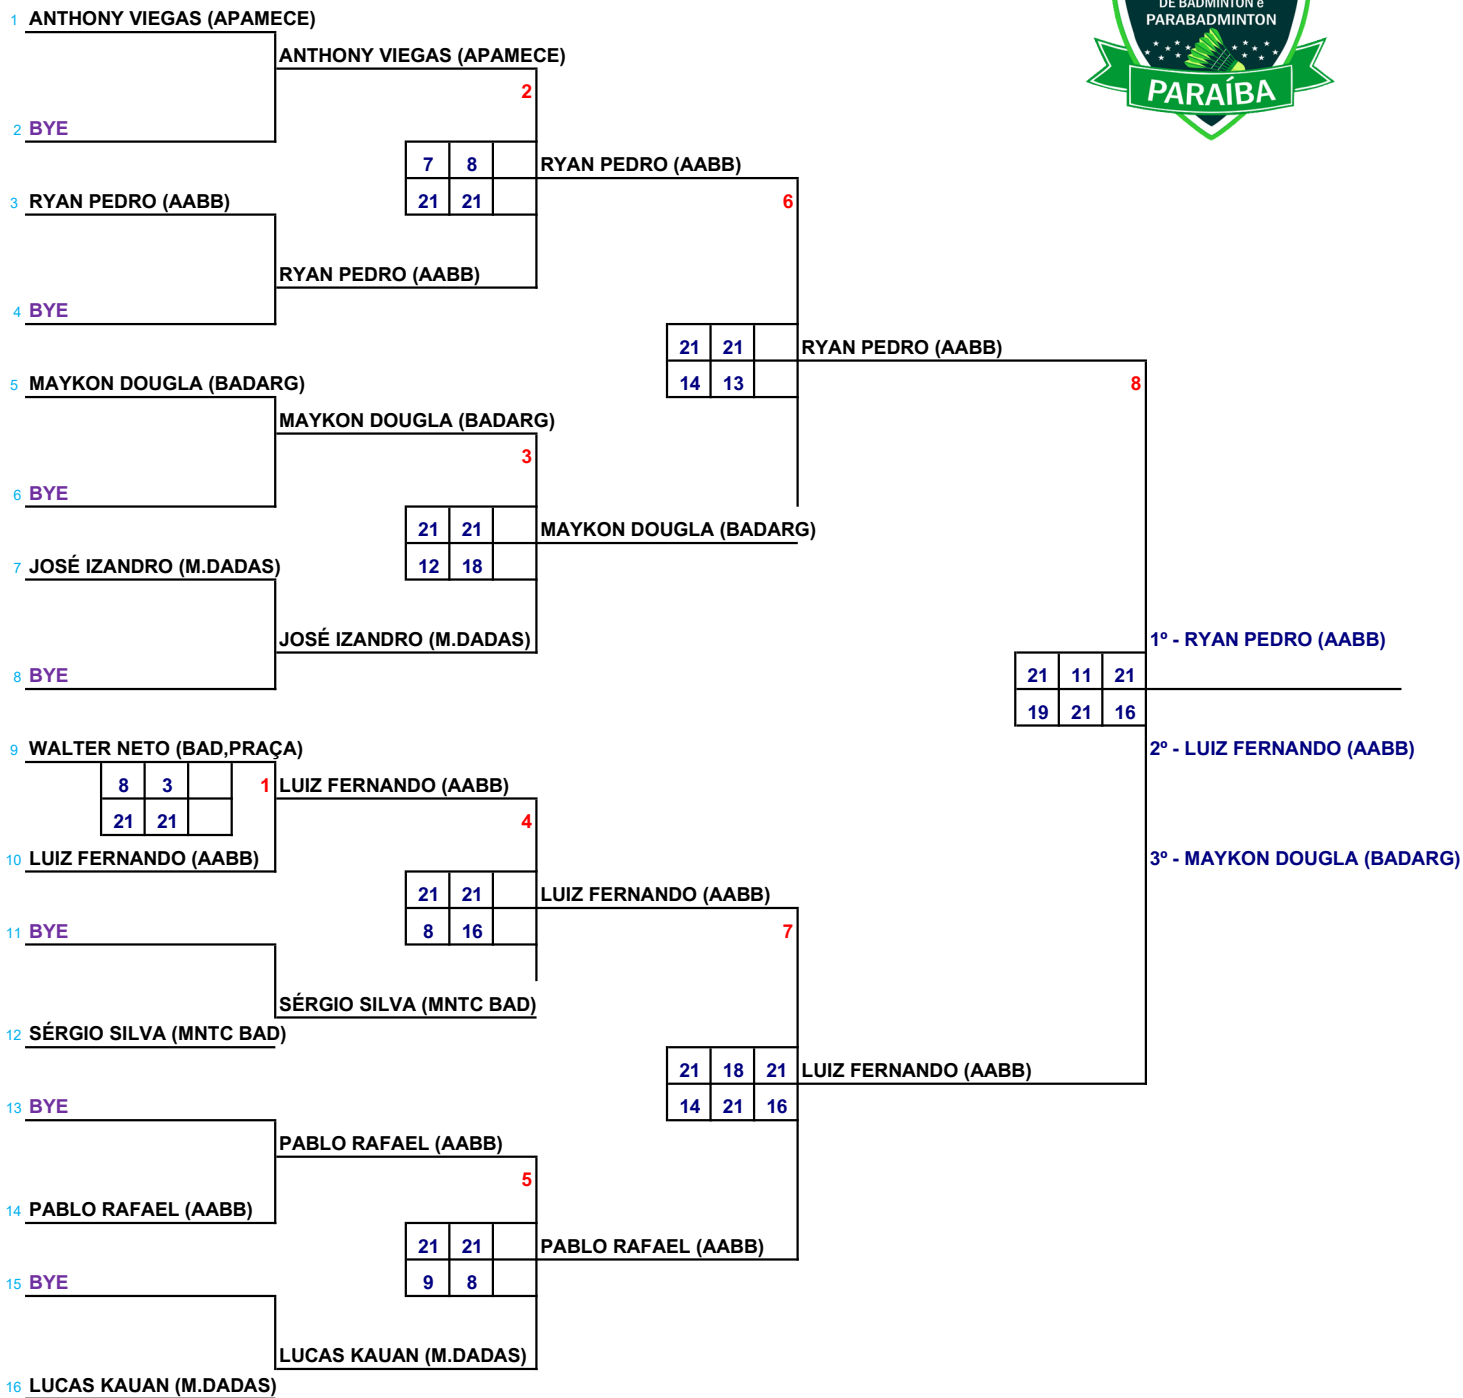 DE BADMINTON e
PARABADMINTON
PARAÍBA
1 ANTHONY VIEGAS (APAMECE)
ANTHONY VIEGAS (APAMECE)
2
2 BYE
7 8
RYAN PEDRO (AABB)
21 21
3 RYAN PEDRO (AABB)
6
RYAN PEDRO (AABB)
4 BYE
21 21
RYAN PEDRO (AABB)
14 13
8
5 MAYKON DOUGLA (BADARG)
MAYKON DOUGLA (BADARG)
3
6 BYE
21 21
MAYKON DOUGLA (BADARG)
12 18
7 JOSÉ IZANDRO (M.DADAS)
JOSÉ IZANDRO (M.DADAS)
1º - RYAN PEDRO (AABB)
8 BYE
21 11 21
19 21 16
9 WALTER NETO (BAD,PRAÇA)
2º - LUIZ FERNANDO (AABB)
8 3
1
LUIZ FERNANDO (AABB)
21 21
4
10 LUIZ FERNANDO (AABB)
3º - MAYKON DOUGLA (BADARG)
21 21
LUIZ FERNANDO (AABB)
8 16
7
11 BYE
SÉRGIO SILVA (MNTC BAD)
12 SÉRGIO SILVA (MNTC BAD)
21 18 21
LUIZ FERNANDO (AABB)
14 21 16
13 BYE
PABLO RAFAEL (AABB)
5
14 PABLO RAFAEL (AABB)
21 21
PABLO RAFAEL (AABB)
9 8
15 BYE
LUCAS KAUAN (M.DADAS)
16 LUCAS KAUAN (M.DADAS)